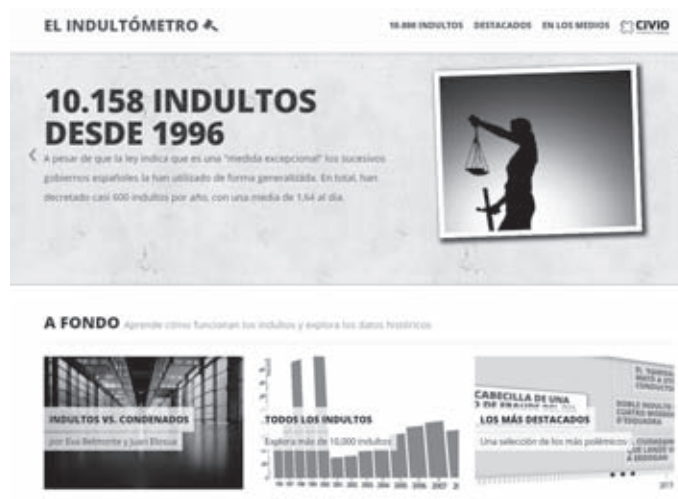 EL INDULTÓMETRO
10.000 INDULTOS DESTACADOS EN LOS MEDIOS CIVIO
10.158 INDULTOS
DESDE 1996
A pesar de que la ley indica que es una "medida excepcional" los sucesivos
gobiernos españoles la han utilizado de forma generalizada. En total, han
decretado casi 600 indultos por año, con una media de 1,64 al día.
A FONDO Aprende cómo funcionan los indultos y explora los datos históricos
INDULTOS VS. CONDENADOS
por Eva Belmonte y Juan Elosua
TODOS LOS INDULTOS
Explora más de 10.000 indultos
CABECILLA DE UNA
LOS MÁS DESTACADOS
Una selección de los más polémicos
DOBLE INDULTO
CUATRO MOSSOS
D'ESQUADRA